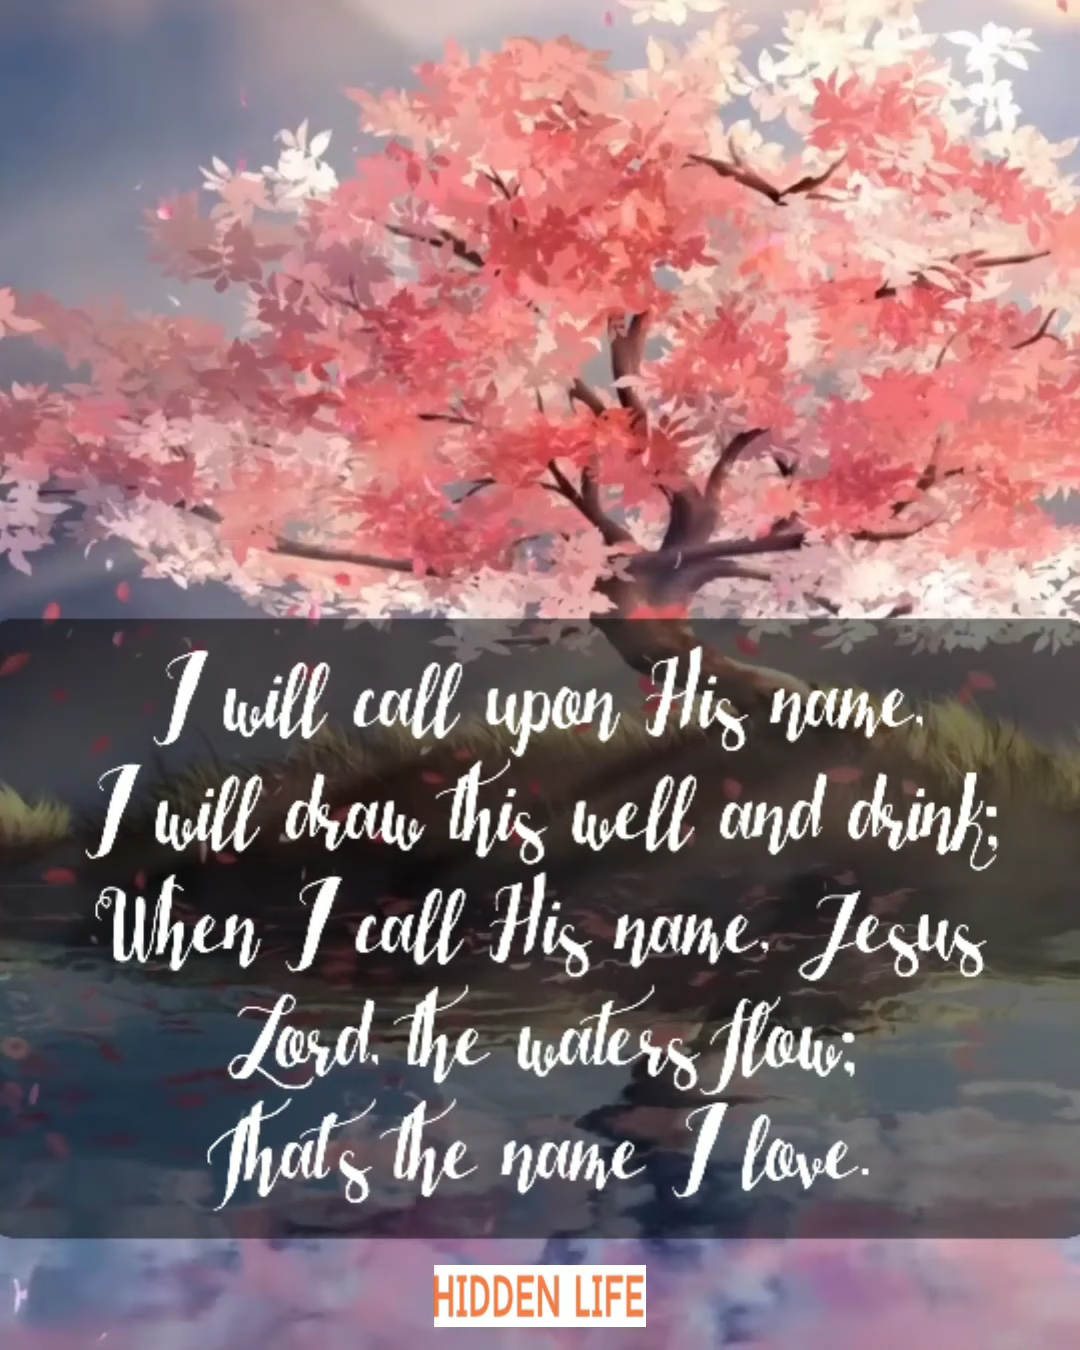 I will call upon His name,
I will draw this well and drink;
When I call His name, Jesus
Lord, the waters flow;
That's the name I love.
HIDDEN LIFE